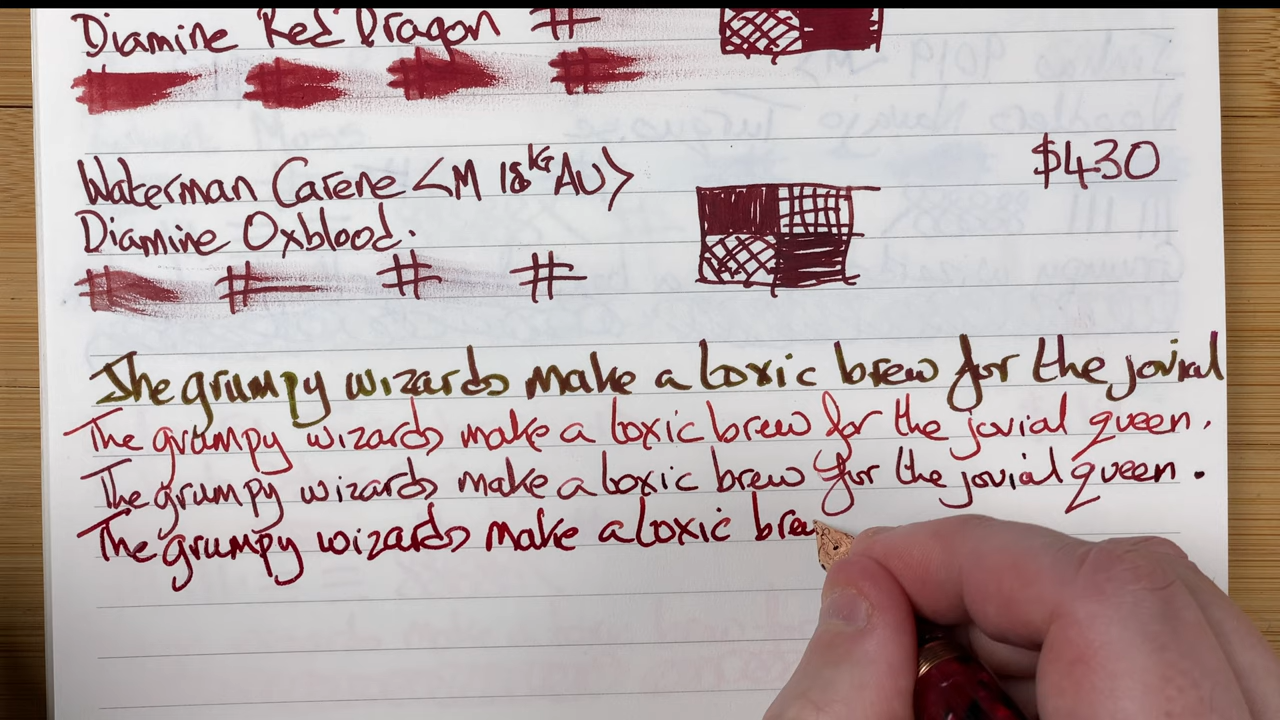 Diamine Red Dragon #
# # # #
Waterman Carene <M 18KG AU> $430
Diamine Oxblood.
# # # #
The grumpy wizards make a toxic brew for the jovial
The grumpy wizards make a toxic brew for the jovial queen.
The grumpy wizards make a toxic brew for the jovial queen.
The grumpy wizards make a toxic brew